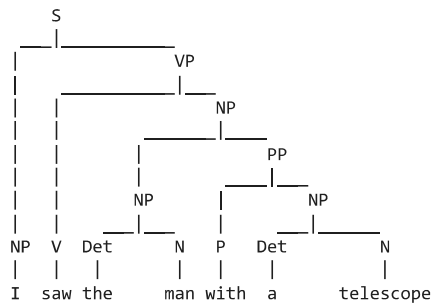 S
VP
NP
PP
NP NP
NP V Det N P Det N
I saw the man with a telescope